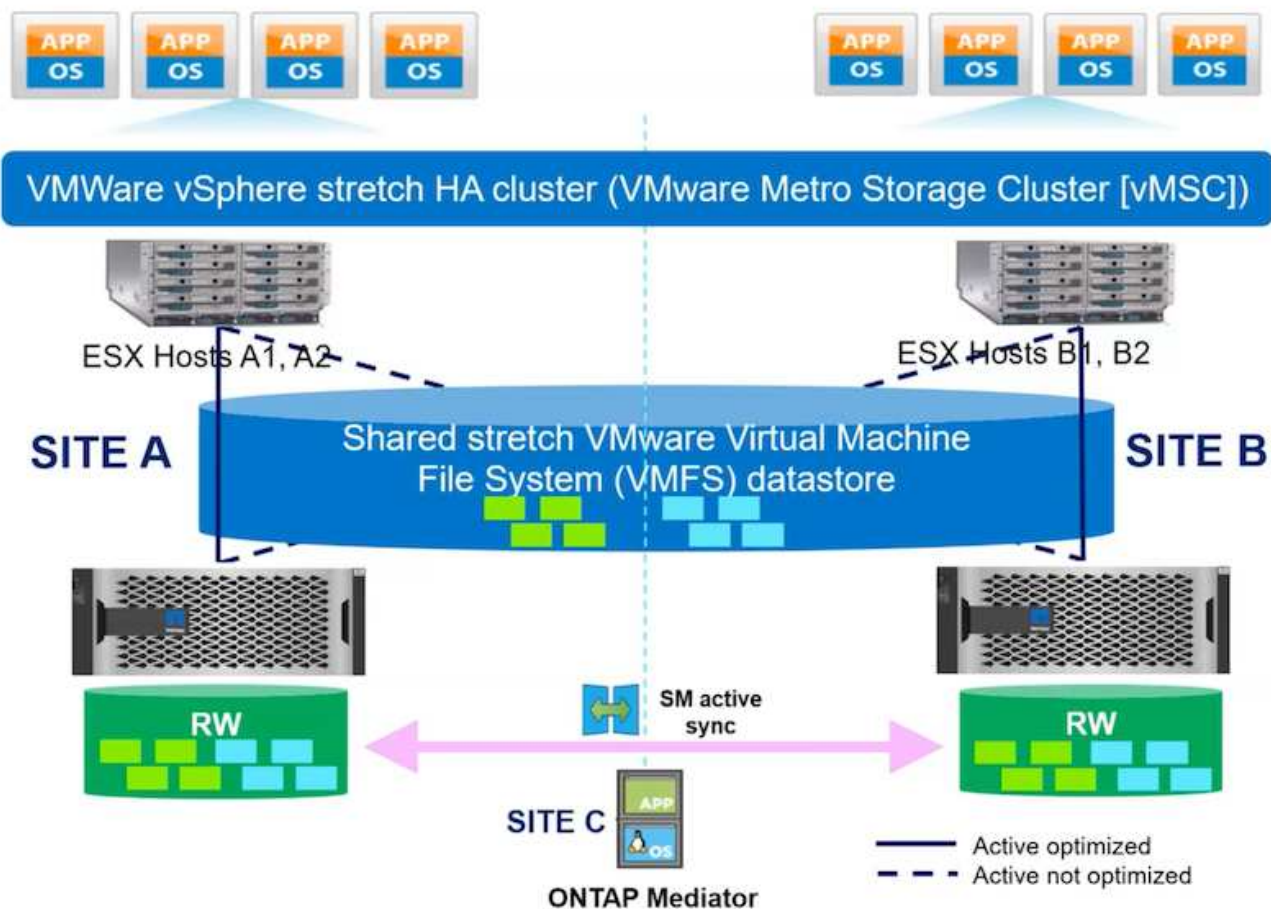 APP
OS
APP
OS
APP
OS
APP
OS
APP
OS
APP
OS
APP
OS
APP
OS
VMWare vSphere stretch HA cluster (VMware Metro Storage Cluster [vMSC])
ESX Hosts A1, A2
ESX Hosts B1, B2
SITE A
Shared stretch VMware Virtual Machine
File System (VMFS) datastore
SITE B
RW
SM active
sync
RW
SITE C
APP
OS
ONTAP Mediator
Active optimized
Active not optimized